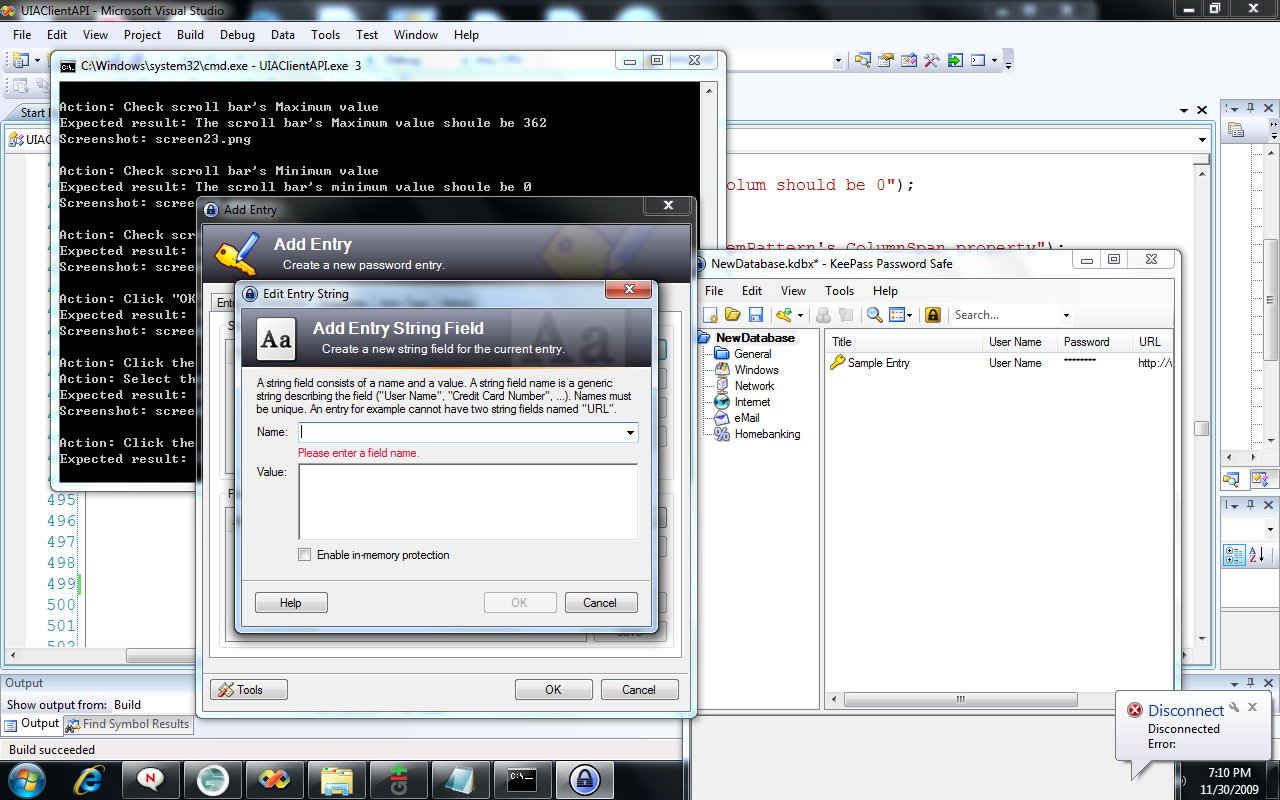 UIAClientAPI - Microsoft Visual Studio
File Edit View Project Build Debug Data Tools Test Window Help
C:\Windows\system32\cmd.exe - UIAClientAPI.exe 3
Action: Check scroll bar's Maximum value
Expected result: The scroll bar's Maximum value shoule be 362
Screenshot: screen23.png
Action: Check scroll bar's Minimum value
Expected result: The scroll bar's minimum value shoule be 0
Screenshot: scree
Action: Check scr
Expected result:
Screenshot: scree
Action: Click "OK
Expected result:
Screenshot: scree
Action: Click the
Action: Select th
Expected result:
Screenshot: scree
Action: Click the
Expected result:
Start
UIAC
olum should be 0");
emPattern's ColumnSpan property");
495
496
497
498
499
500
501
502
Add Entry
Add Entry
Create a new password entry.
Entr
Edit Entry String
Aa
Add Entry String Field
Create a new string field for the current entry.
A string field consists of a name and a value. A string field name is a generic
string describing the field ("User Name", "Credit Card Number", ...). Names must
be unique. An entry for example cannot have two string fields named "URL".
Name:
Please enter a field name.
Value:
Enable in-memory protection
Help OK Cancel
Save
Tools OK Cancel
NewDatabase.kdbx* - KeePass Password Safe
File Edit View Tools Help
Search...
NewDatabase
General
Windows
Network
Internet
eMail
Homebanking
Title User Name Password URL
Sample Entry User Name ******** http://
Output
Show output from: Build
Output Find Symbol Results
Build succeeded
Disconnect
Disconnected
Error:
7:10 PM
11/30/2009